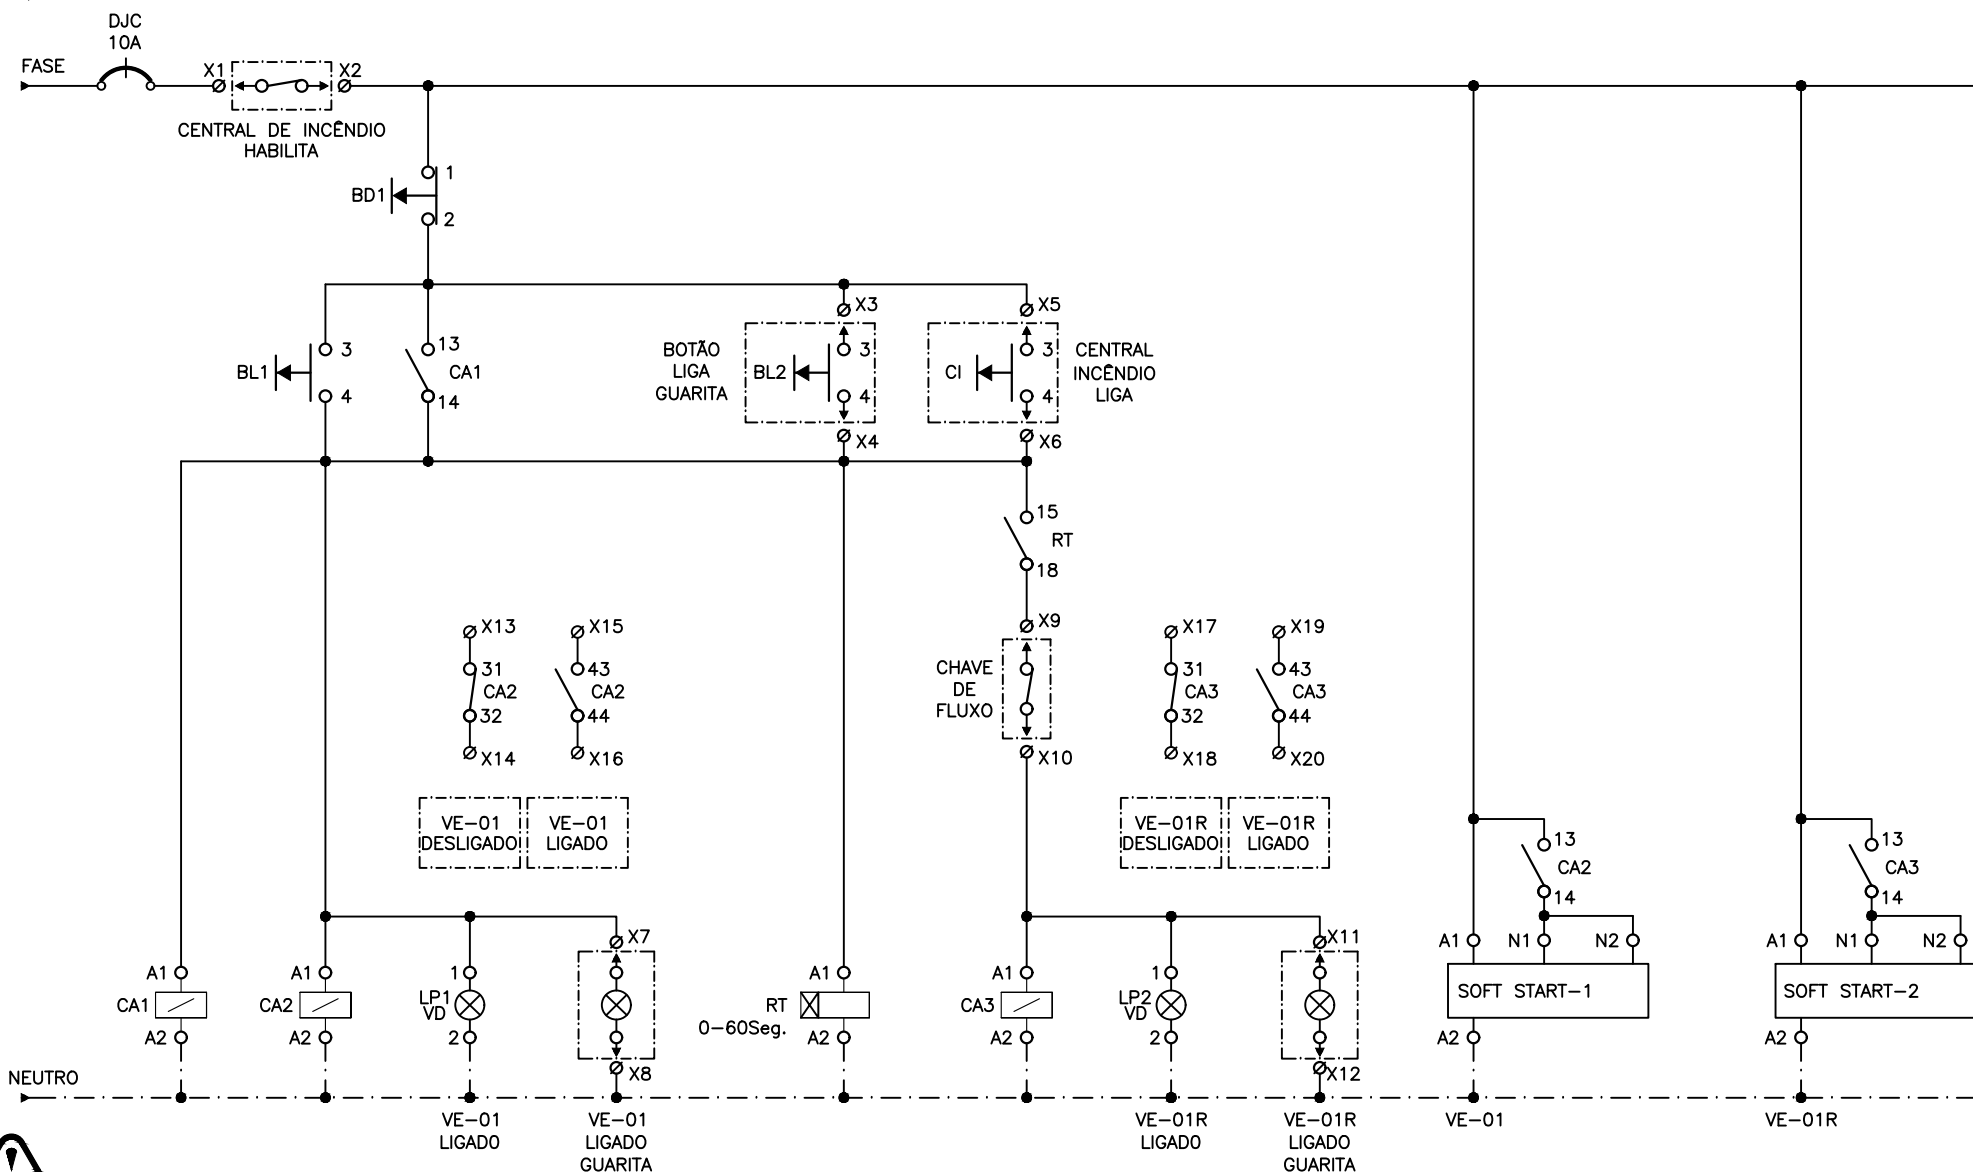 DJC
10A
FASE
X1
X2
CENTRAL DE INCÊNDIO
HABILITA
1
BD1
2
X3
X5
3
13
BOTÃO
LIGA
GUARITA
3
3
CENTRAL
INCÊNDIO
LIGA
BL1
CA1
BL2
CI
4
14
4
4
X4
X6
15
RT
18
X13
X15
X9
X17
X19
31
43
CHAVE
DE
FLUXO
31
43
CA2
CA2
CA3
CA3
32
44
32
44
X14
X16
X10
X18
X20
VE-01
DESLIGADO
VE-01
LIGADO
VE-01R
DESLIGADO
VE-01R
LIGADO
13
CA2
14
13
CA3
14
X7
X11
A1
N1
N2
A1
N1
N2
A1
A1
1
A1
A1
1
CA1
CA2
LP1
VD
RT
0-60Seg.
CA3
LP2
VD
SOFT START-1
SOFT START-2
A2
A2
2
A2
A2
2
A2
A2
X8
X12
NEUTRO
VE-01
LIGADO
VE-01
LIGADO
GUARITA
VE-01R
LIGADO
VE-01R
LIGADO
GUARITA
VE-01
VE-01R